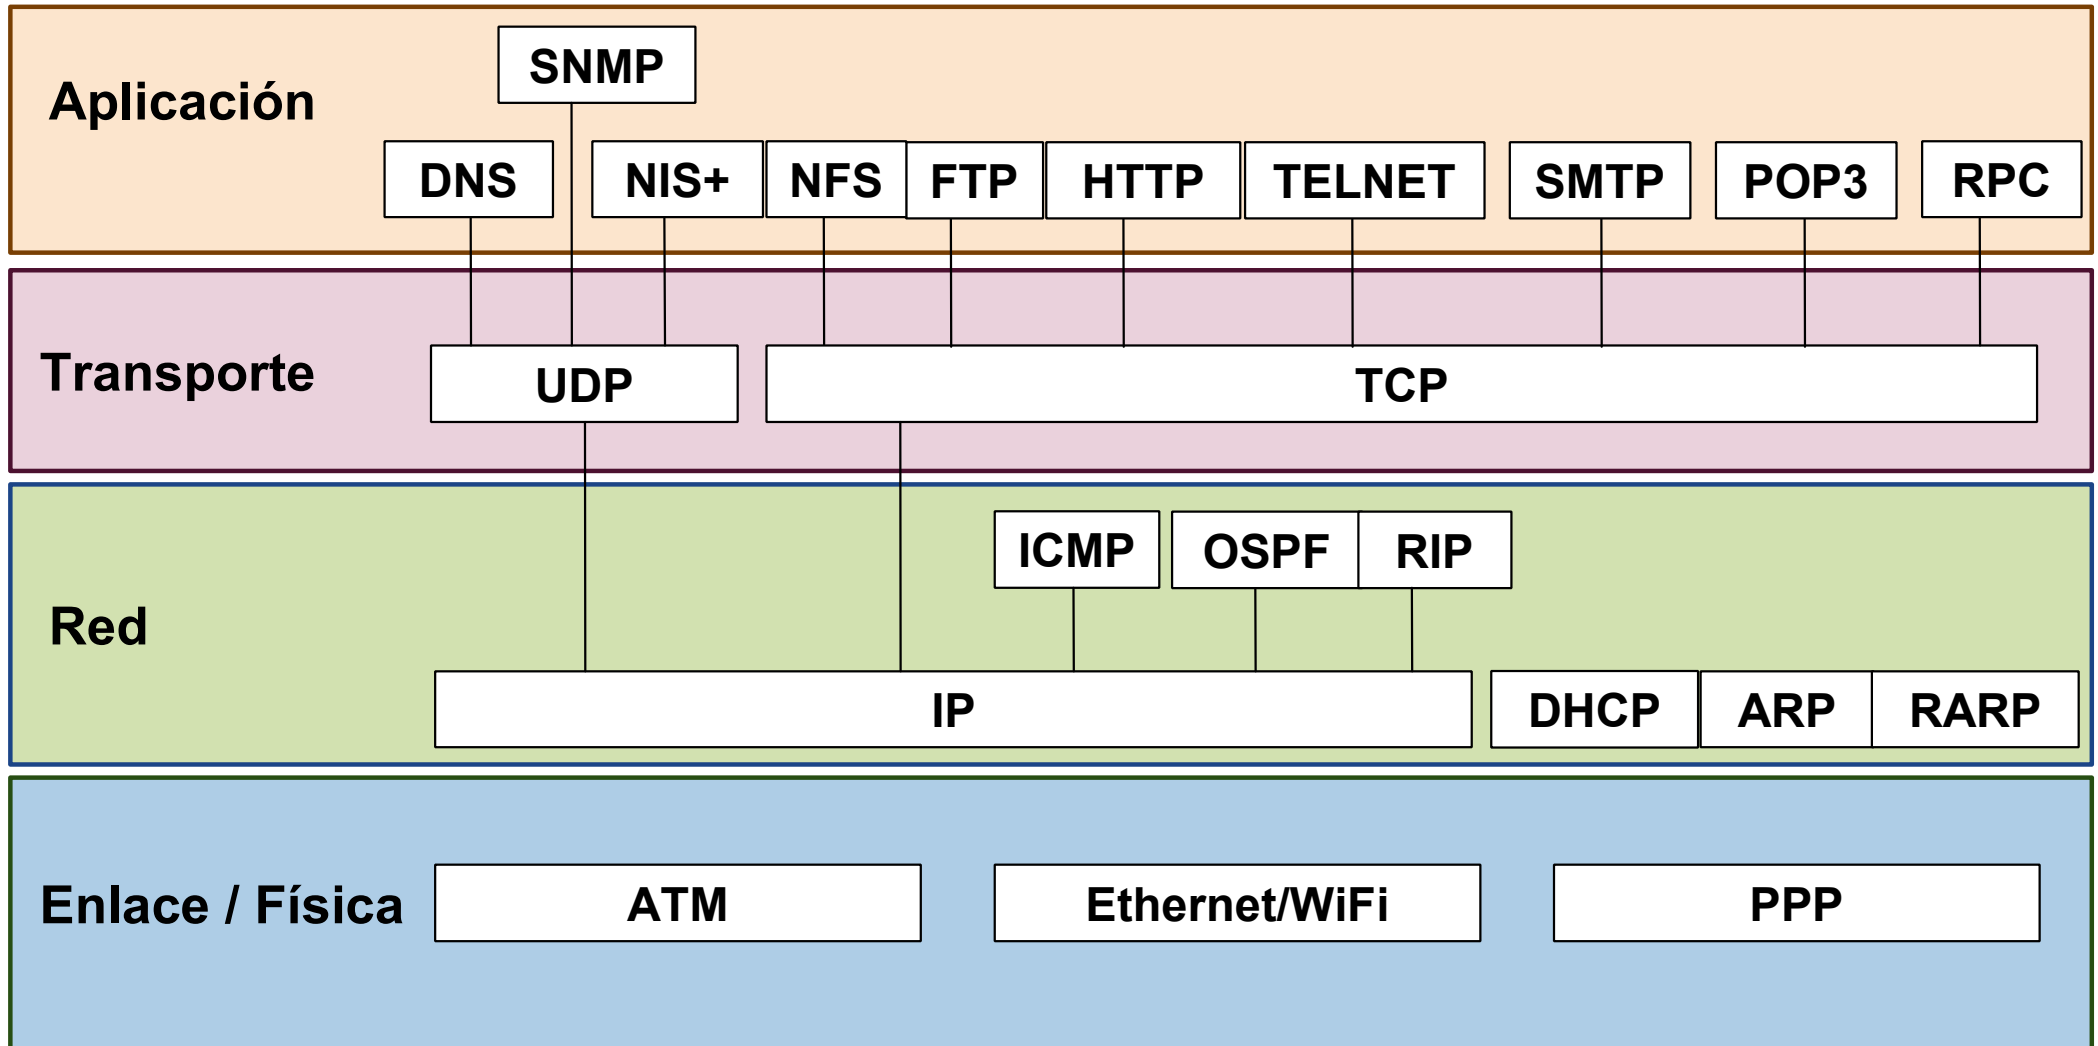 Aplicación
SNMP
DNS
NIS+
NFS
FTP
HTTP
TELNET
SMTP
POP3
RPC
Transporte
UDP
TCP
Red
ICMP
OSPF
RIP
IP
DHCP
ARP
RARP
Enlace / Física
ATM
Ethernet/WiFi
PPP